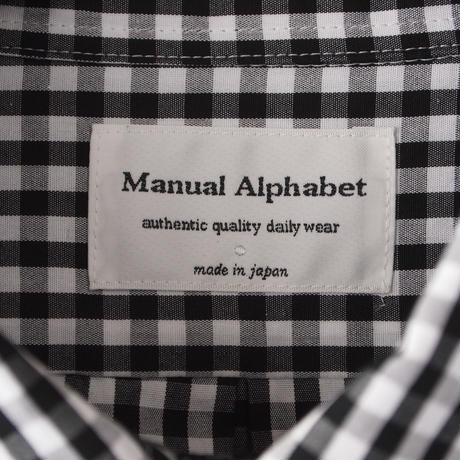 Manual Alphabet
authentic quality daily wear
made in japan